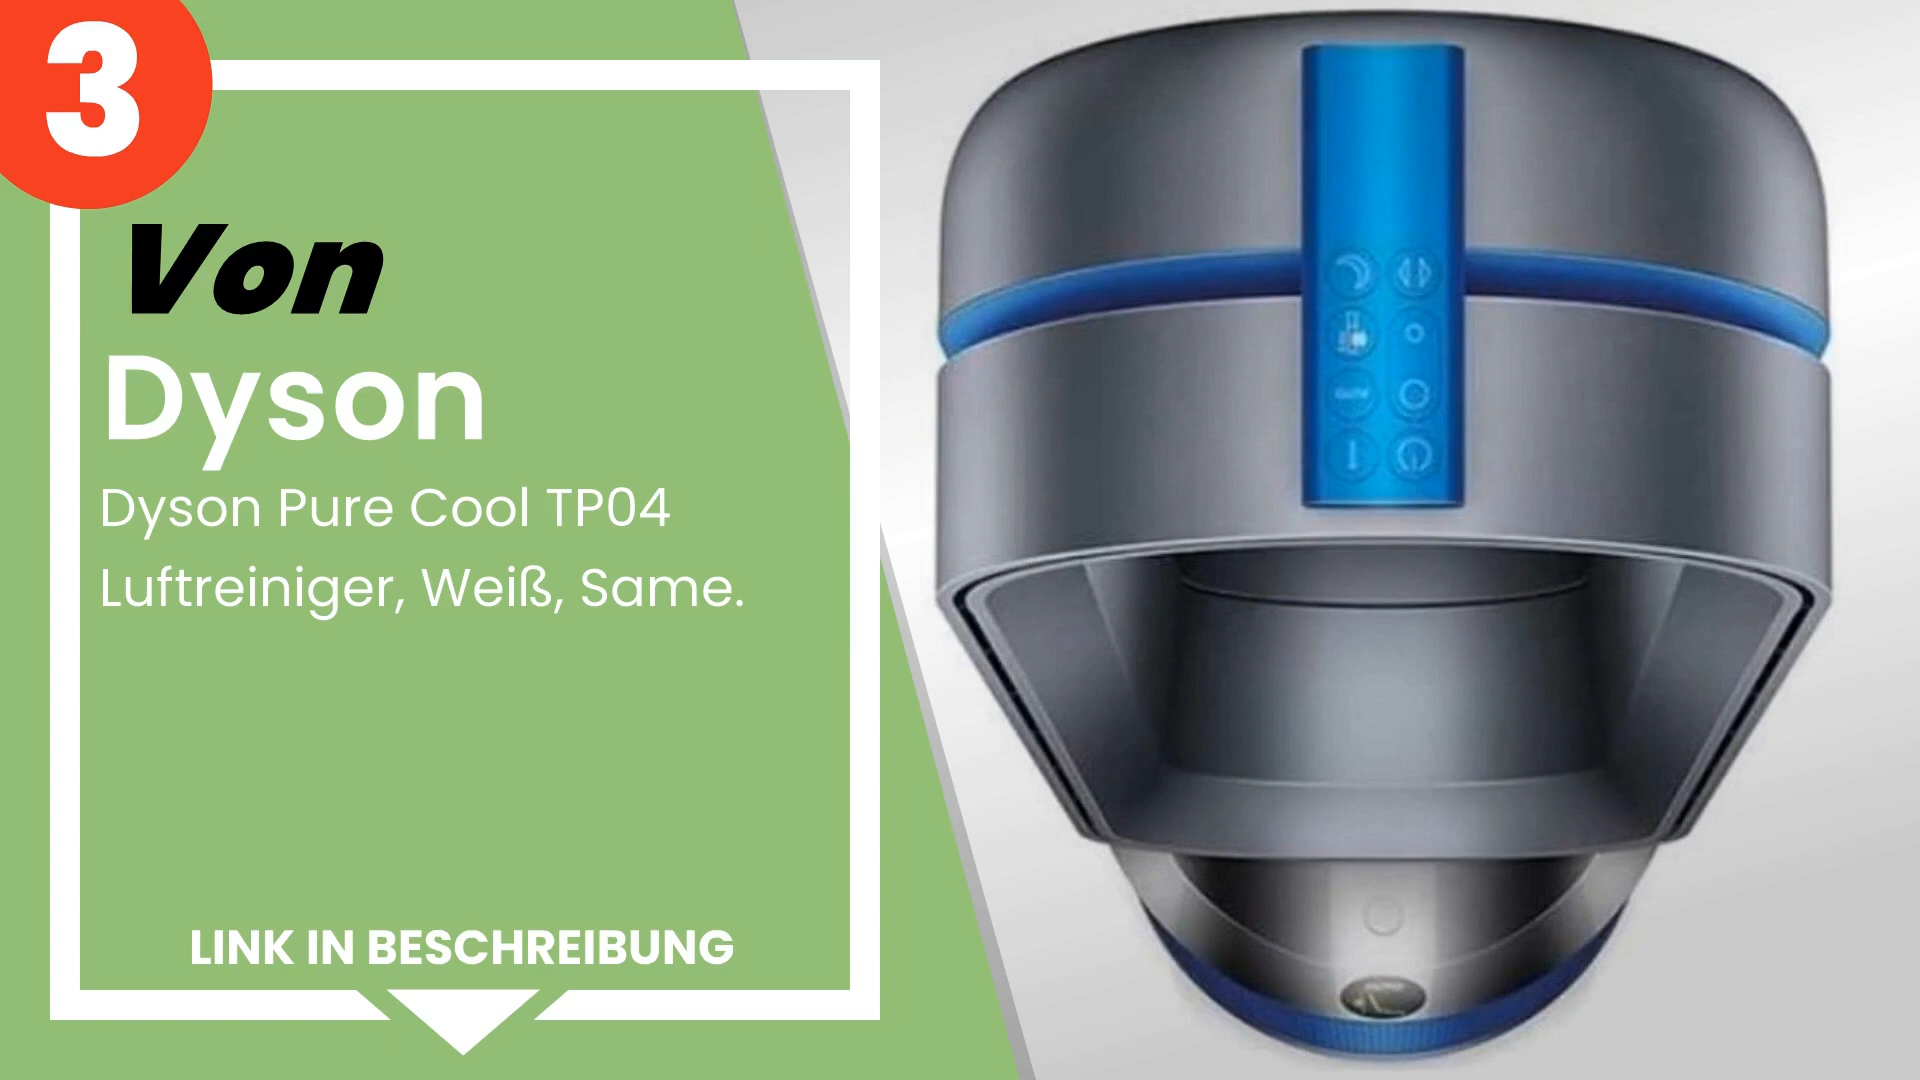 3
Von
Dyson
Dyson Pure Cool TP04
Luftreiniger, Weiß, Same.
LINK IN BESCHREIBUNG